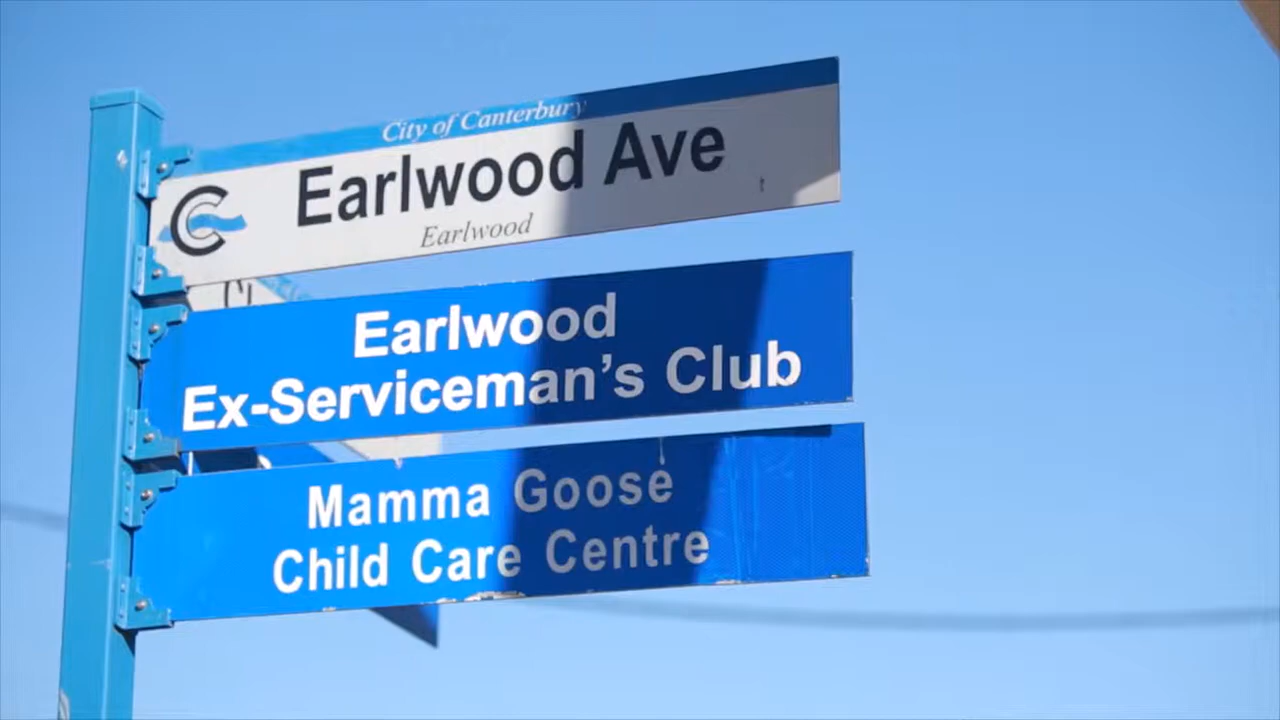 City of Canterbury
Earlwood Ave
Earlwood
Earlwood
Ex-Serviceman’s Club
Mamma Goose
Child Care Centre